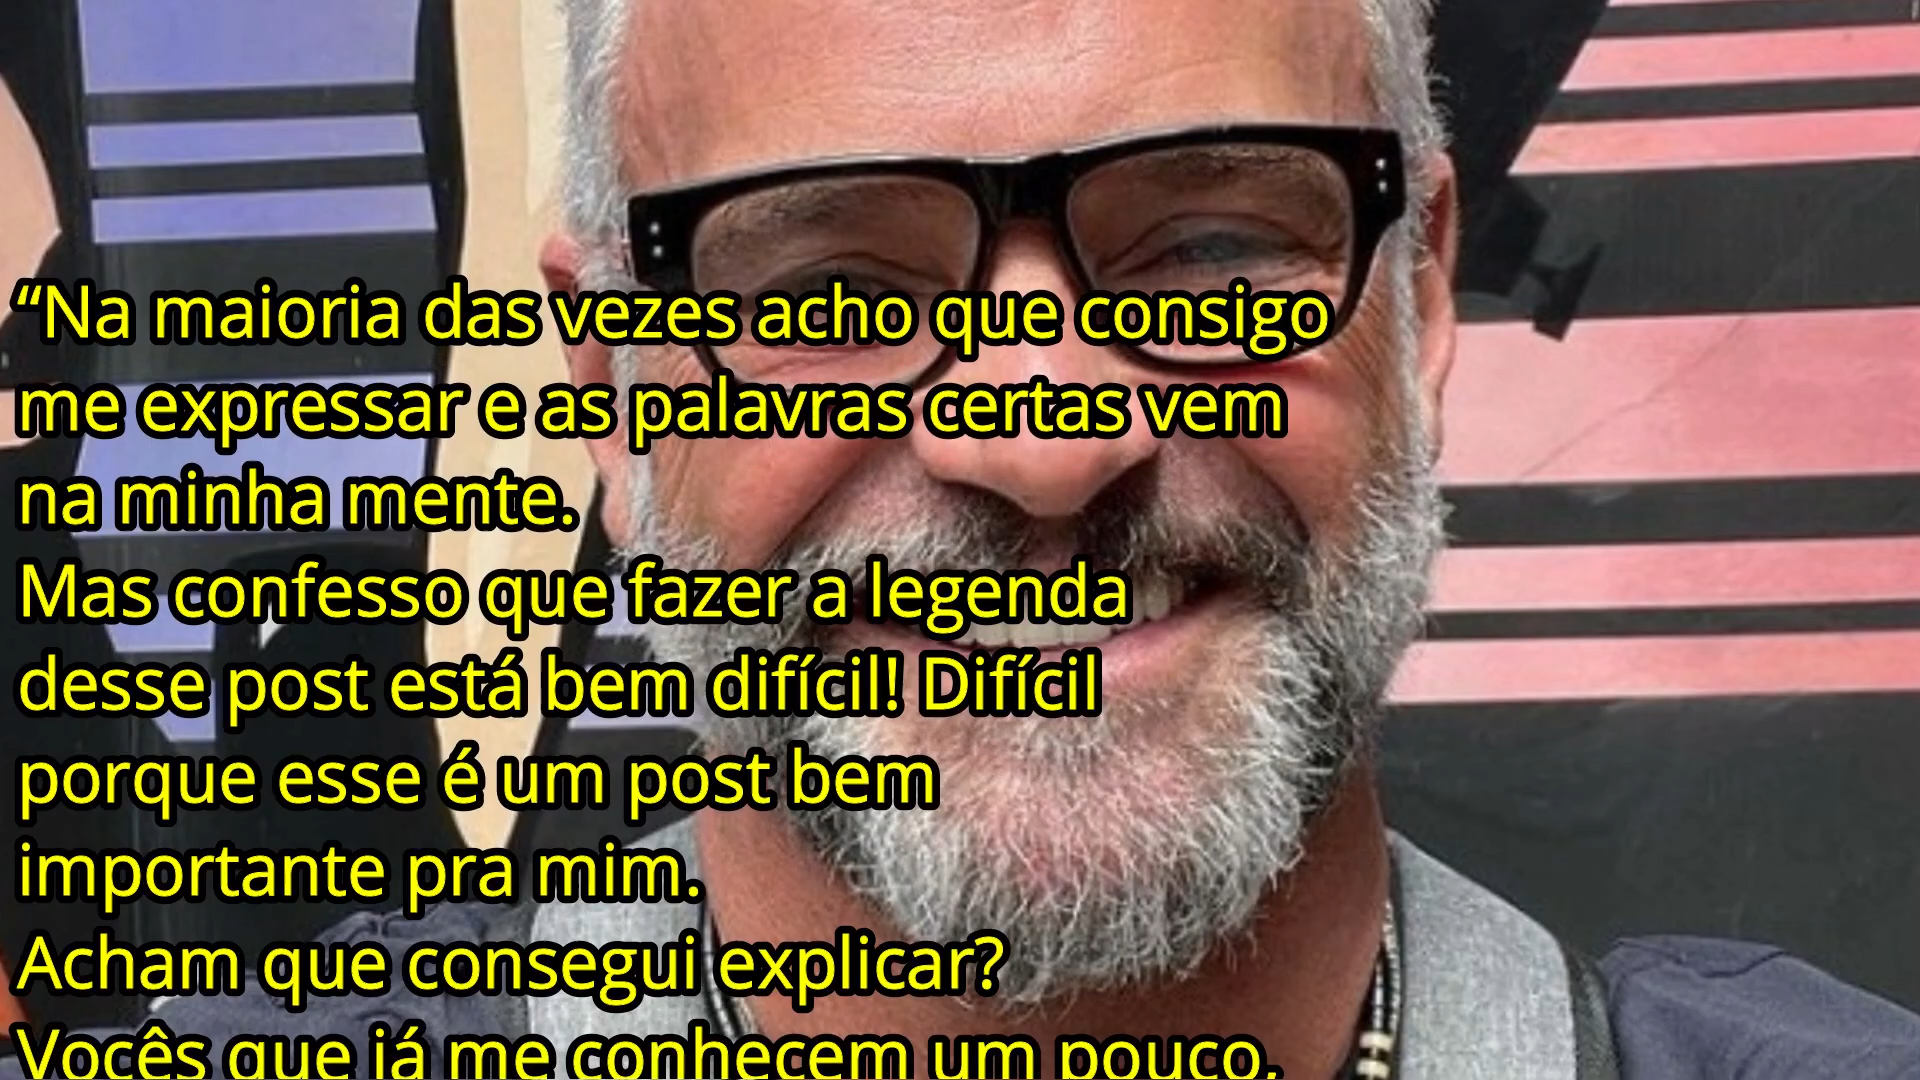 “Na maioria das vezes acho que consigo
me expressar e as palavras certas vem
na minha mente.
Mas confesso que fazer a legenda
desse post está bem difícil! Difícil
porque esse é um post bem
importante pra mim.
Acham que consegui explicar?
Vocês que já me conhecem um pouco,